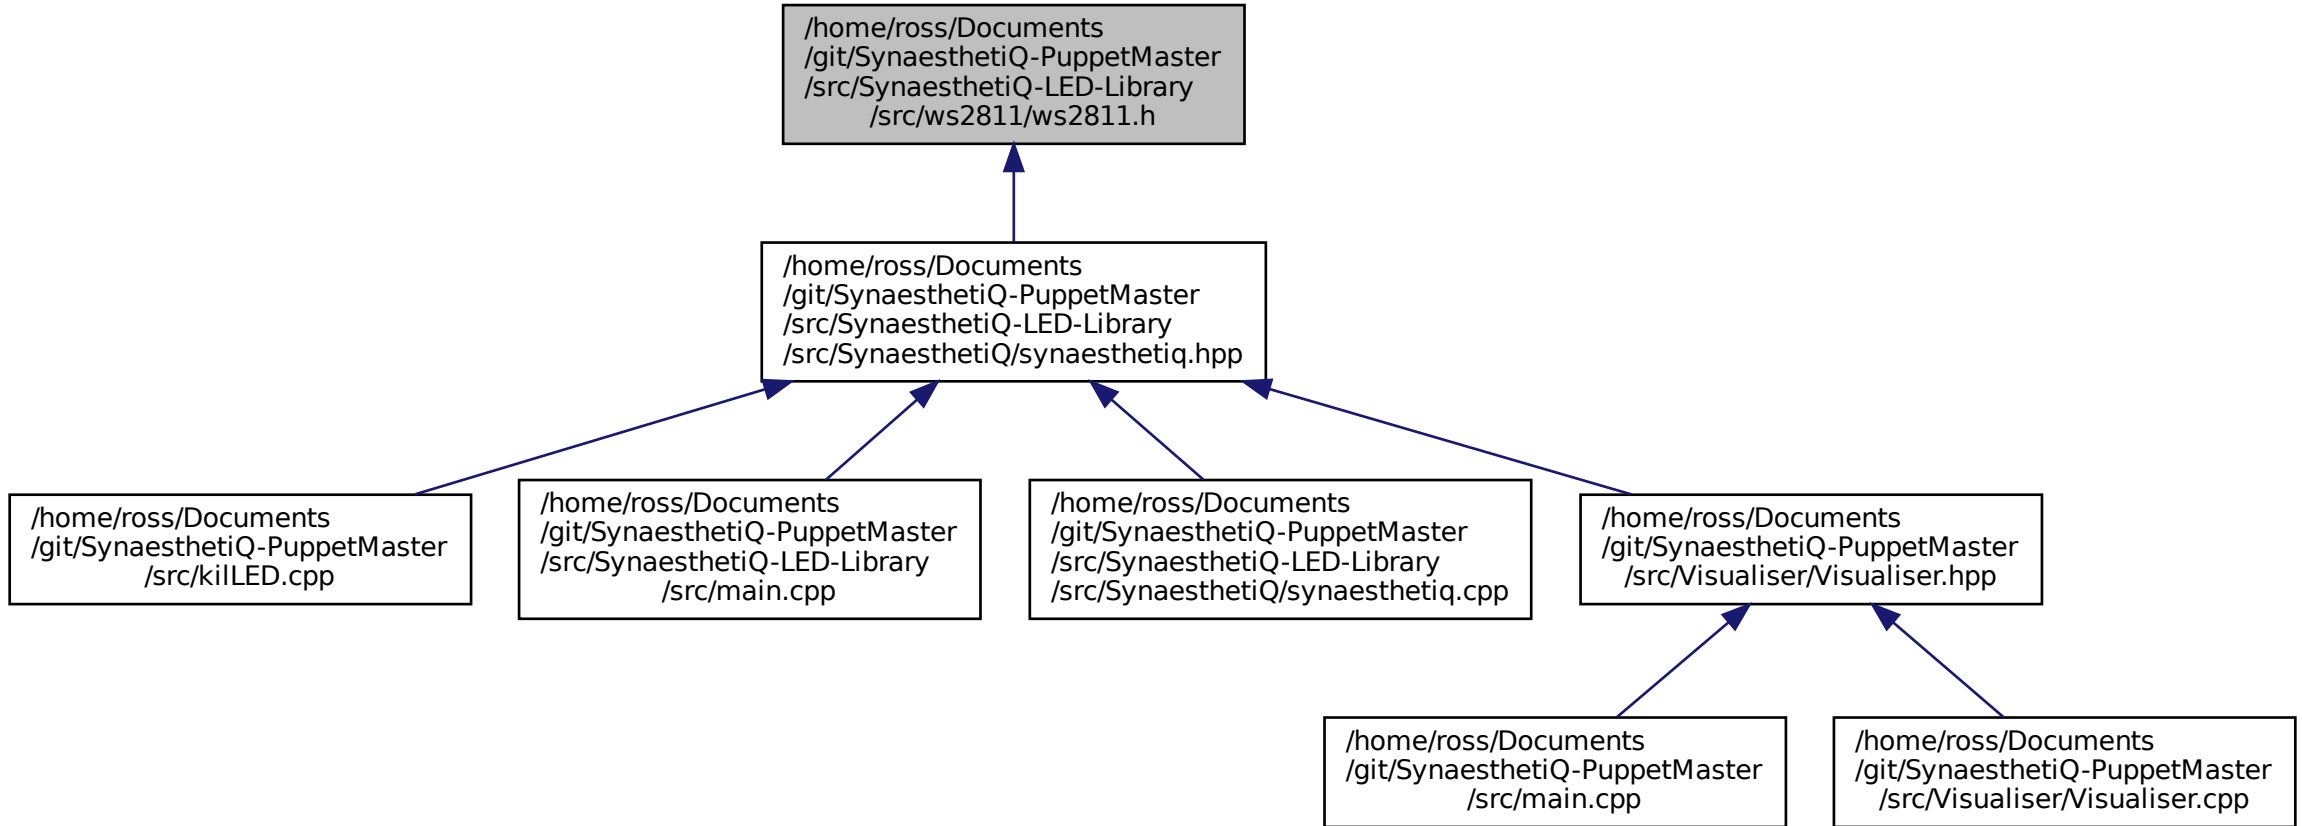 /home/ross/Documents
/git/SynaesthetiQ-PuppetMaster
/src/SynaesthetiQ-LED-Library
/src/ws2811/ws2811.h
/home/ross/Documents
/git/SynaesthetiQ-PuppetMaster
/src/SynaesthetiQ-LED-Library
/src/SynaesthetiQ/synaesthetiq.hpp
/home/ross/Documents
/git/SynaesthetiQ-PuppetMaster
/src/kilLED.cpp
/home/ross/Documents
/git/SynaesthetiQ-PuppetMaster
/src/SynaesthetiQ-LED-Library
/src/main.cpp
/home/ross/Documents
/git/SynaesthetiQ-PuppetMaster
/src/SynaesthetiQ-LED-Library
/src/SynaesthetiQ/synaesthetiq.cpp
/home/ross/Documents
/git/SynaesthetiQ-PuppetMaster
/src/Visualiser/Visualiser.hpp
/home/ross/Documents
/git/SynaesthetiQ-PuppetMaster
/src/main.cpp
/home/ross/Documents
/git/SynaesthetiQ-PuppetMaster
/src/Visualiser/Visualiser.cpp